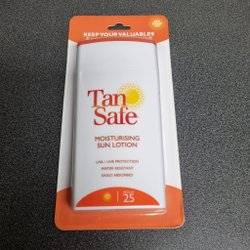 KEEP YOUR VALUABLES
Tan
Safe
MOISTURISING
SUN LOTION
UVA / UVB PROTECTION
WATER RESISTANT
EASILY ABSORBED
25